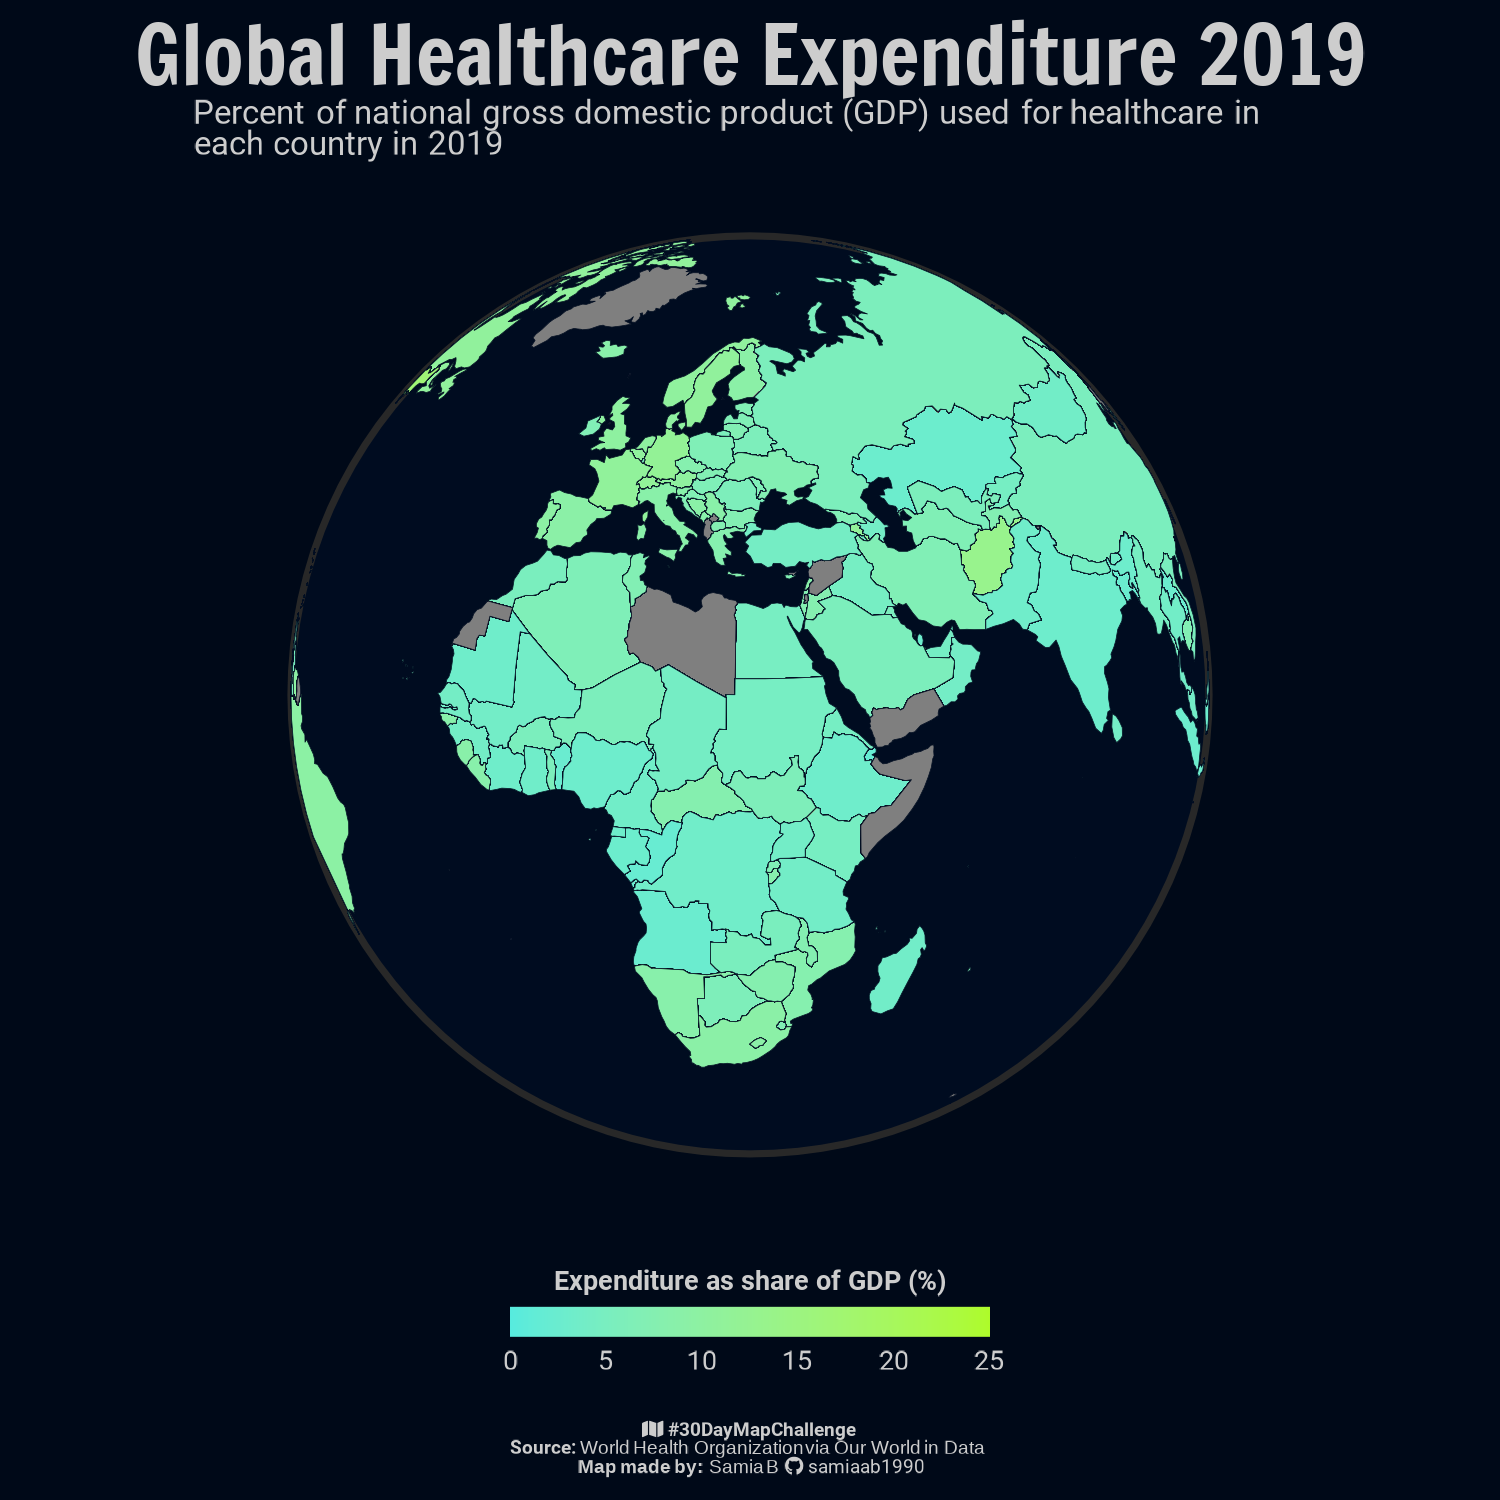 Global Healthcare Expenditure 2019
Percent of national gross domestic product (GDP) used for healthcare in
each country in 2019
Expenditure as share of GDP (%)
0 5 10 15 20 25
#30DayMapChallenge
Source: World Health Organization via Our World in Data
Map made by: Samia B samiaab1990